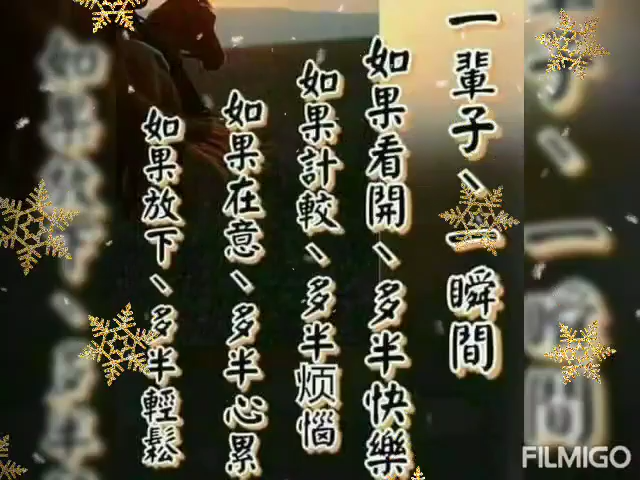 一輩子、一瞬間
如果看開、多半快樂
如果計較、多半烦惱
如果在意、多半心累
如果放下、多半輕鬆
FILMIGO